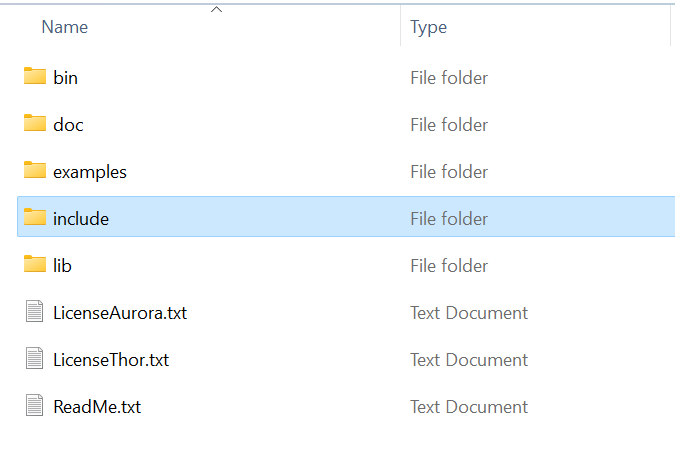 Name Type
bin File folder
doc File folder
examples File folder
include File folder
lib File folder
LicenseAurora.txt Text Document
LicenseThor.txt Text Document
ReadMe.txt Text Document